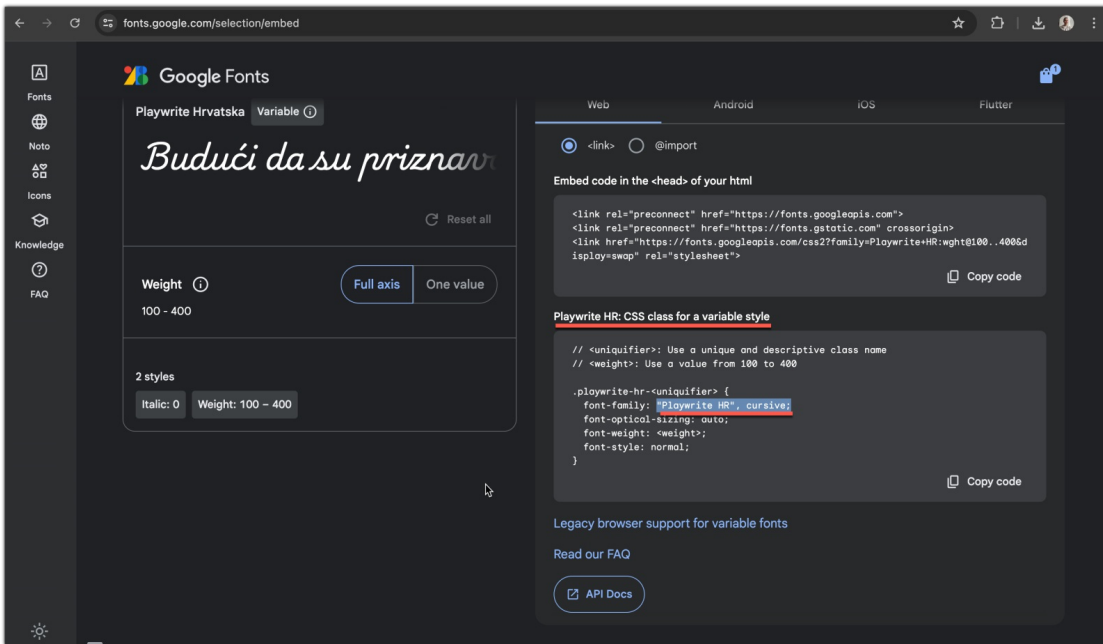 fonts.google.com/selection/embed
Fonts
Noto
Icons
Knowledge
FAQ
Google Fonts
1
Playwrite Hrvatska Variable
Budući da su priznavr
Reset all
Weight
Full axis One value
100 - 400
2 styles
Italic: 0 Weight: 100 – 400
Web Android iOS Flutter
<link> @import
Embed code in the <head> of your html
<link rel="preconnect" href="https://fonts.googleapis.com">
<link rel="preconnect" href="https://fonts.gstatic.com" crossorigin>
<link href="https://fonts.googleapis.com/css2?family=Playwrite+HR:wght@100..400&d
isplay=swap" rel="stylesheet">
Copy code
Playwrite HR: CSS class for a variable style
// <uniquifier>: Use a unique and descriptive class name
// <weight>: Use a value from 100 to 400
.playwrite-hr-<uniquifier> {
font-family: "Playwrite HR", cursive;
font-optical-sizing: auto;
font-weight: <weight>;
font-style: normal;
}
Copy code
Legacy browser support for variable fonts
Read our FAQ
API Docs